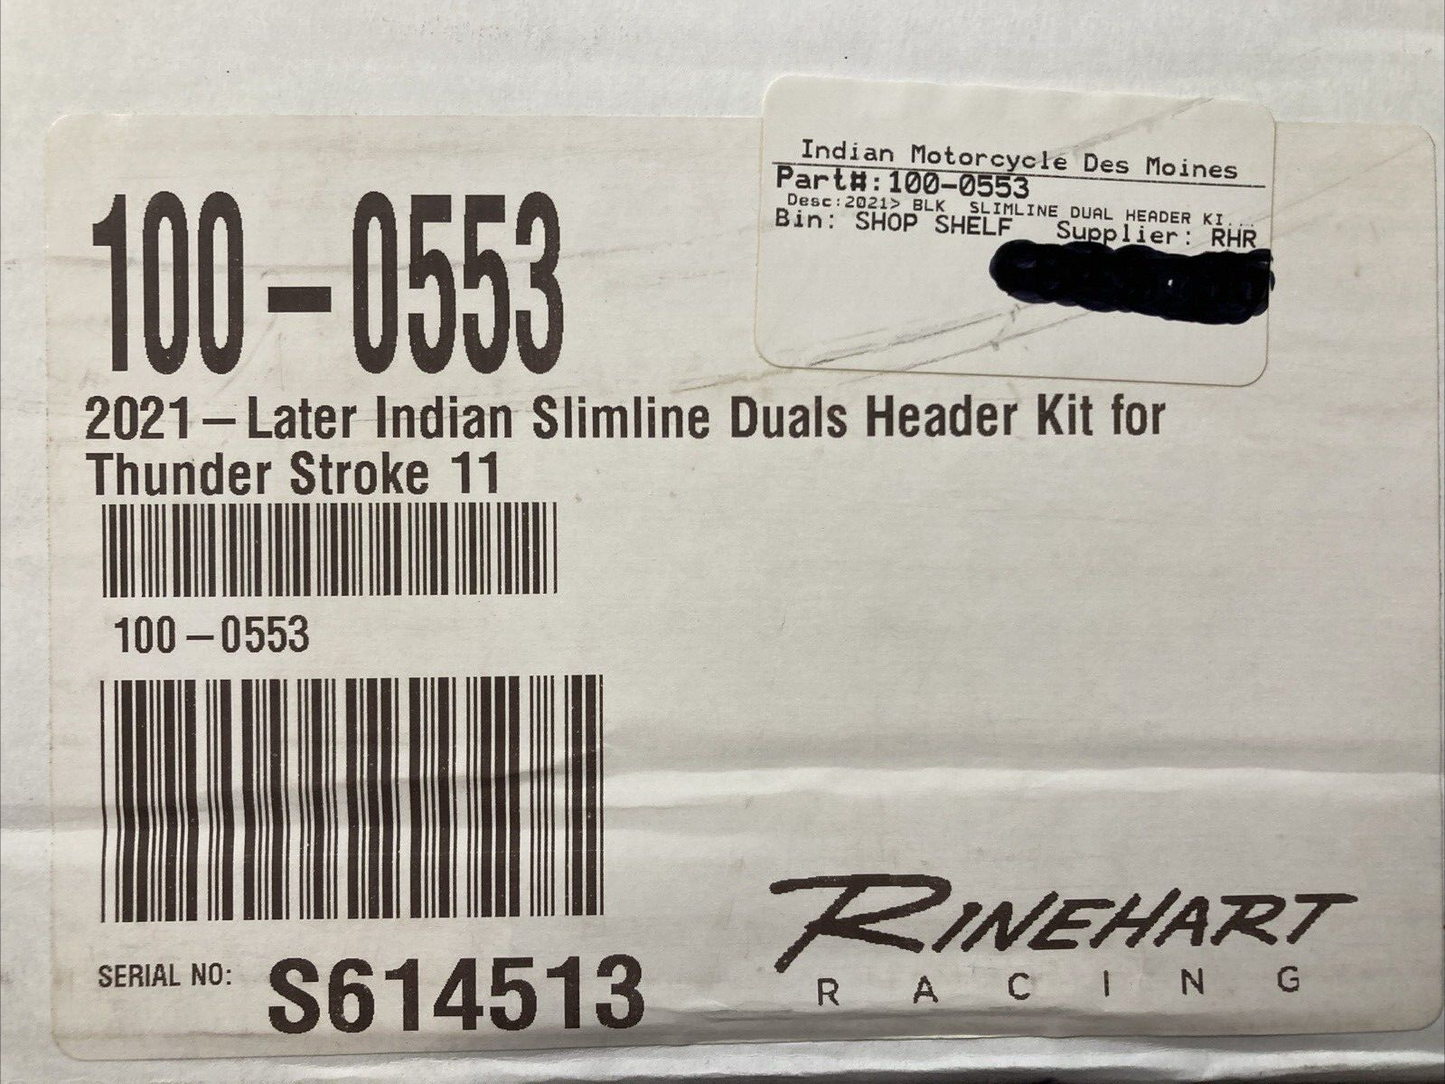 Indian Motorcycle Des Moines
Part#:100-0553
Desc:2021> BLK SLIMLINE DUAL HEADER KI...
Bin: SHOP SHELF Supplier: RHR
100-0553
2021-Later Indian Slimline Duals Header Kit for
Thunder Stroke 11
100-0553
SERIAL NO: S614513
RINEHART
RACING